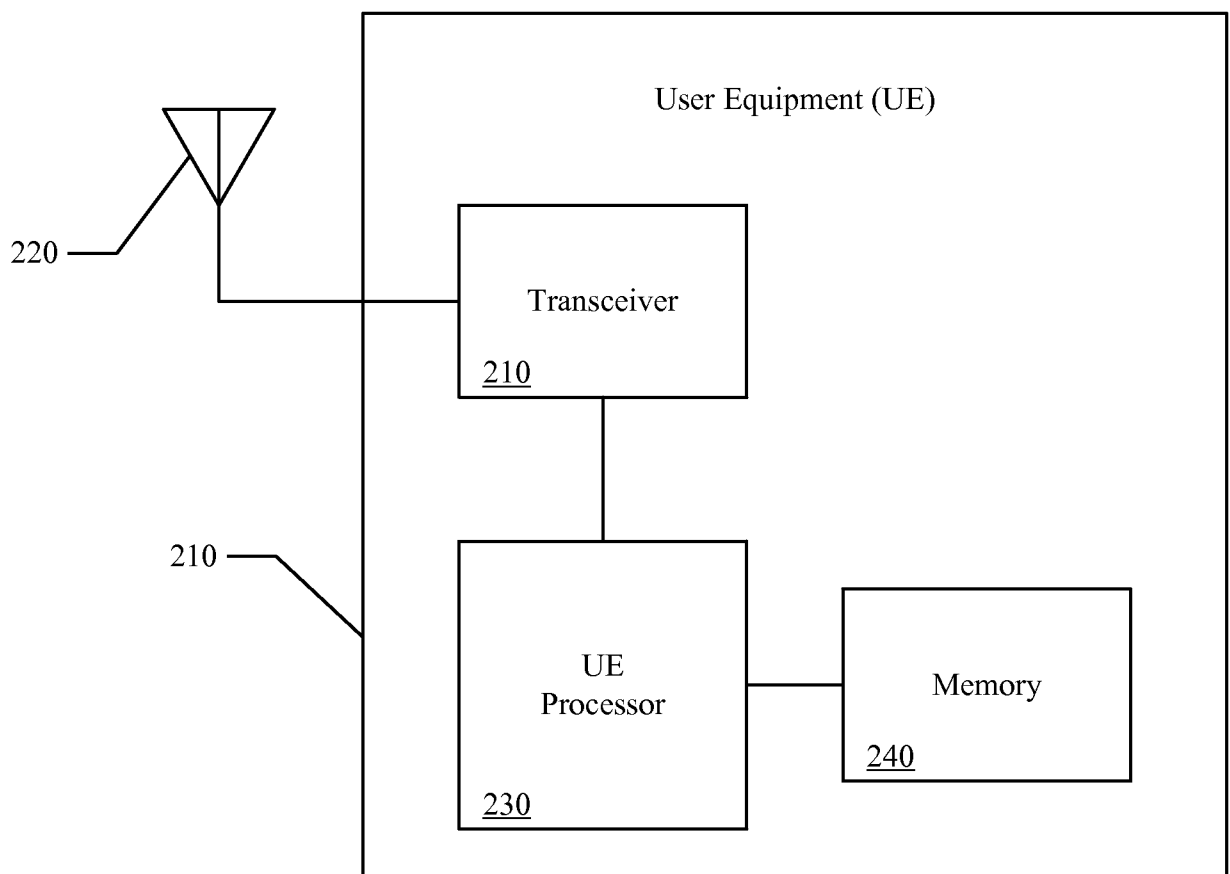 User Equipment (UE)
220
Transceiver
210
210
UE
Processor
230
Memory
240